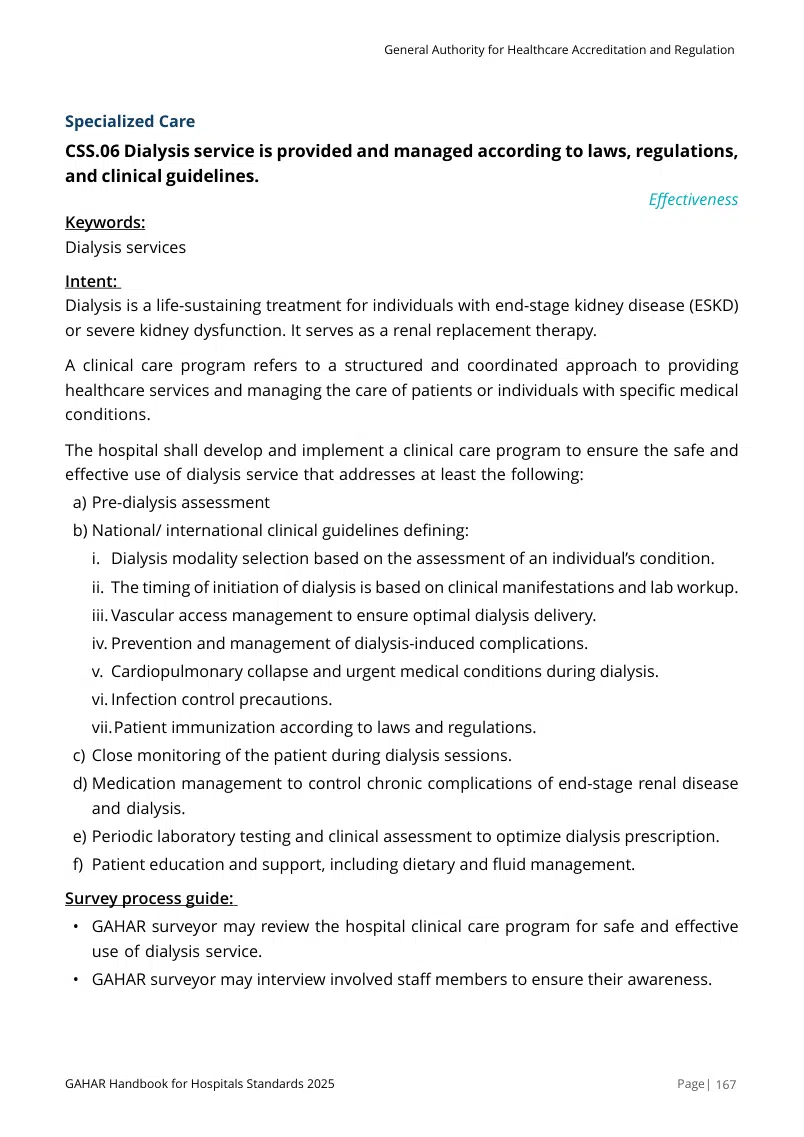 General Authority for Healthcare Accreditation and Regulation
Specialized Care
CSS.06 Dialysis service is provided and managed according to laws, regulations,
and clinical guidelines.
Effectiveness
Keywords:
Dialysis services
Intent:
Dialysis is a life-sustaining treatment for individuals with end-stage kidney disease (ESKD)
or severe kidney dysfunction. It serves as a renal replacement therapy.
A clinical care program refers to a structured and coordinated approach to providing
healthcare services and managing the care of patients or individuals with specific medical
conditions.
The hospital shall develop and implement a clinical care program to ensure the safe and
effective use of dialysis service that addresses at least the following:
a) Pre-dialysis assessment
b) National/ international clinical guidelines defining:
i. Dialysis modality selection based on the assessment of an individual’s condition.
ii. The timing of initiation of dialysis is based on clinical manifestations and lab workup.
iii. Vascular access management to ensure optimal dialysis delivery.
iv. Prevention and management of dialysis-induced complications.
v. Cardiopulmonary collapse and urgent medical conditions during dialysis.
vi. Infection control precautions.
vii. Patient immunization according to laws and regulations.
c) Close monitoring of the patient during dialysis sessions.
d) Medication management to control chronic complications of end-stage renal disease
and dialysis.
e) Periodic laboratory testing and clinical assessment to optimize dialysis prescription.
f) Patient education and support, including dietary and fluid management.
Survey process guide:
• GAHAR surveyor may review the hospital clinical care program for safe and effective
use of dialysis service.
• GAHAR surveyor may interview involved staff members to ensure their awareness.
GAHAR Handbook for Hospitals Standards 2025
Page| 167